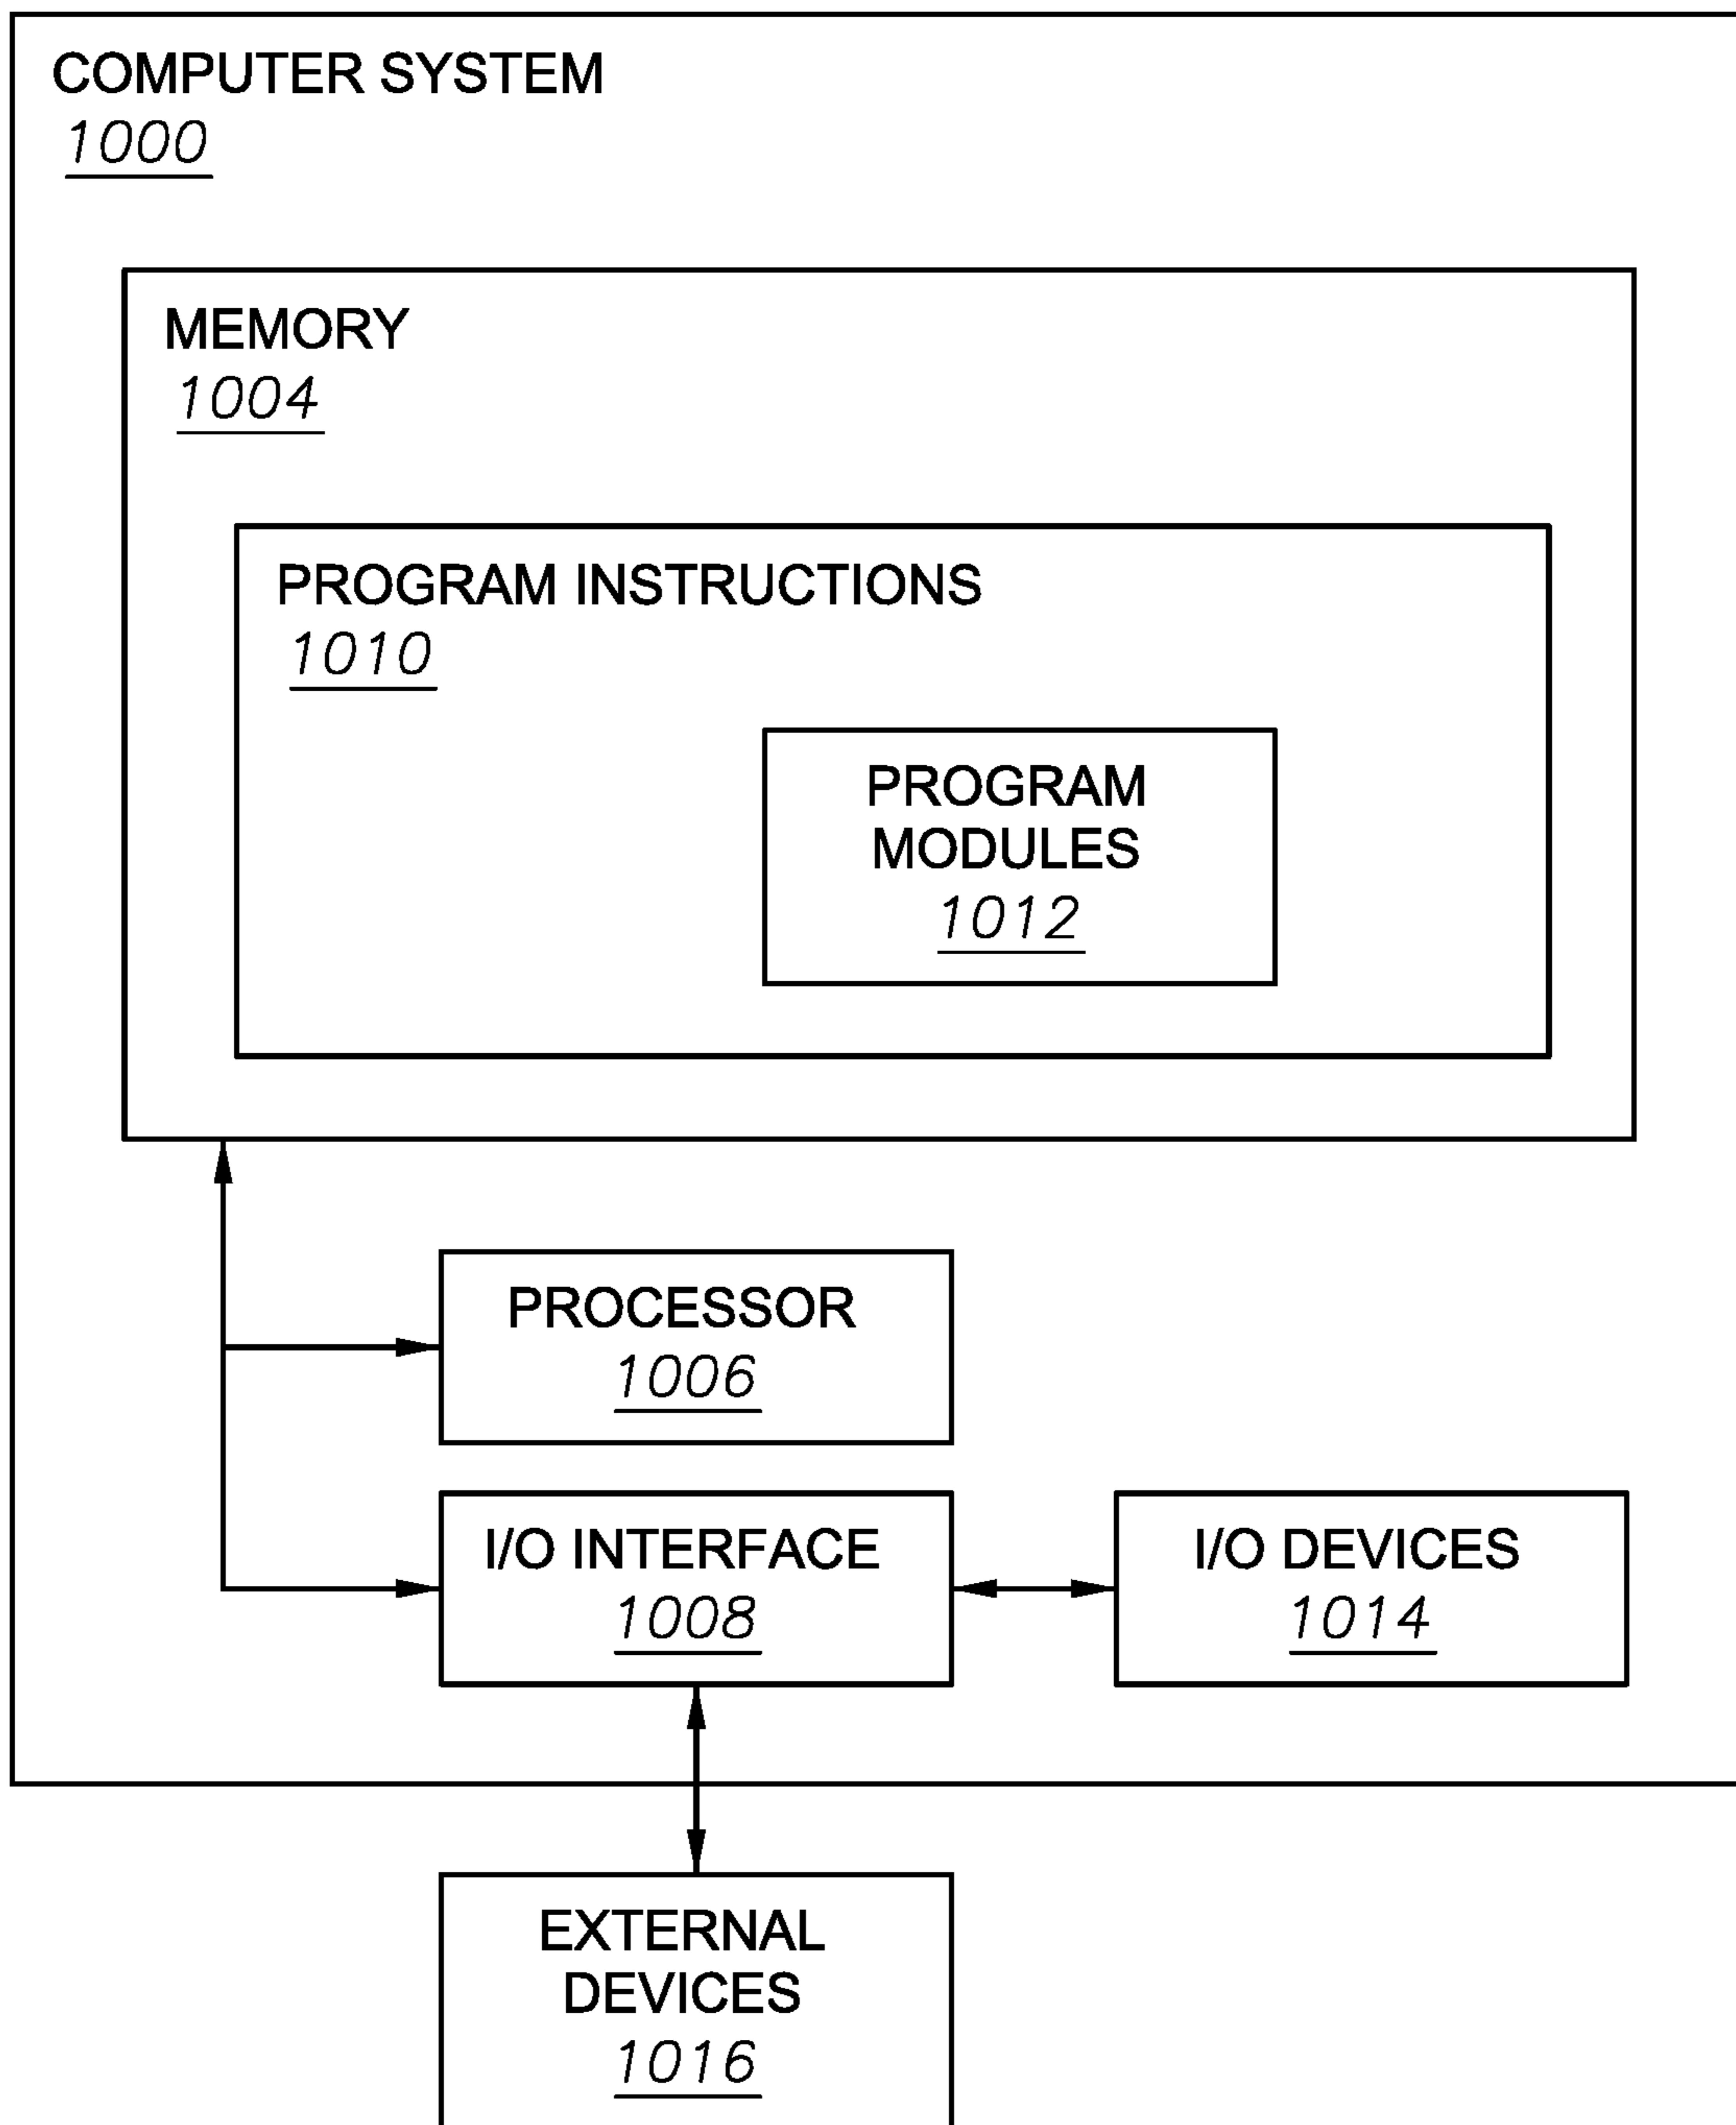 COMPUTER SYSTEM
1000
MEMORY
1004
PROGRAM INSTRUCTIONS
1010
PROGRAM
MODULES
1012
PROCESSOR
1006
I/O INTERFACE
1008
I/O DEVICES
1014
EXTERNAL
DEVICES
1016